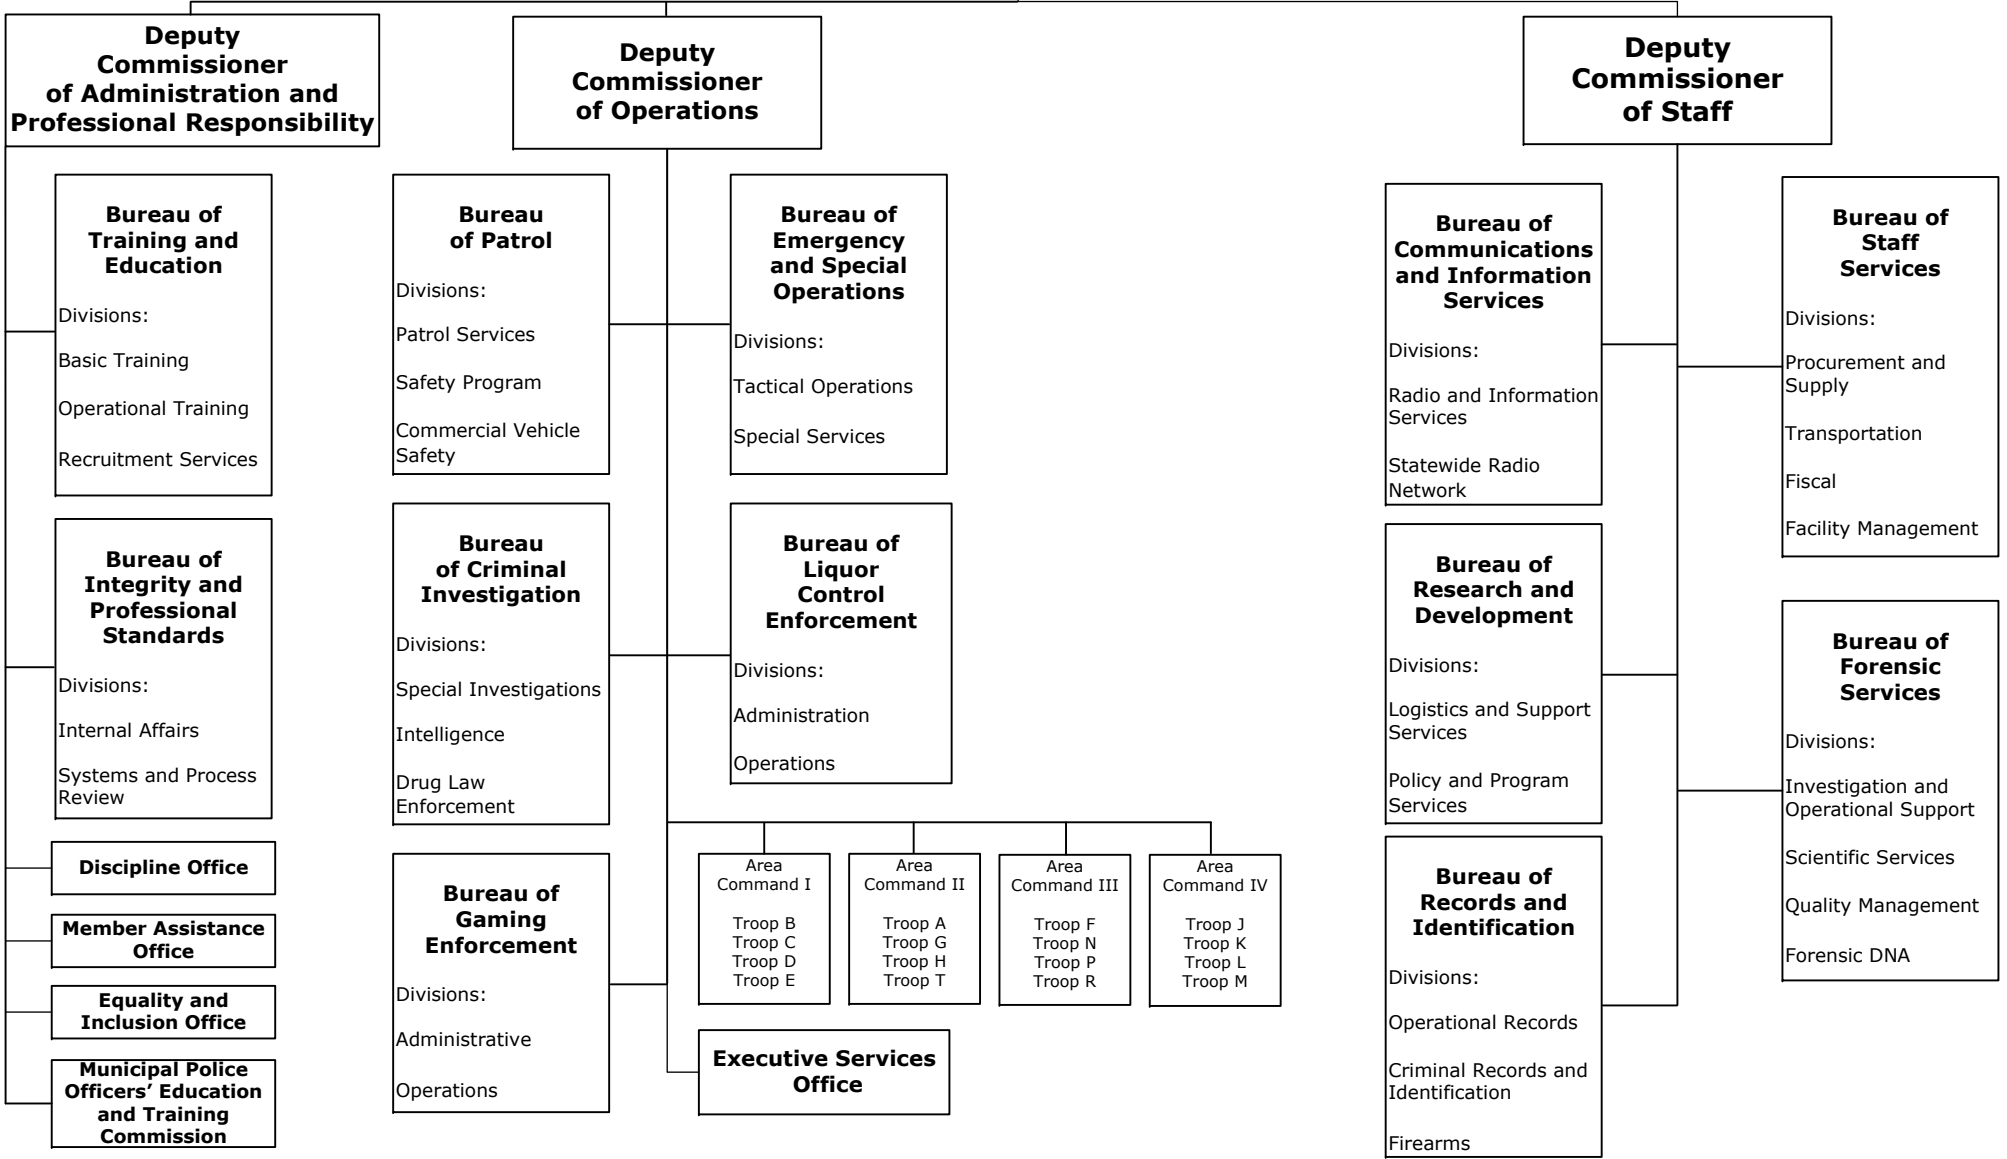 Deputy
Commissioner
of Administration and
Professional Responsibility
Bureau of
Training and
Education
Divisions:
Basic Training
Operational Training
Recruitment Services
Bureau of
Integrity and
Professional
Standards
Divisions:
Internal Affairs
Systems and Process
Review
Discipline Office
Member Assistance
Office
Equality and
Inclusion Office
Municipal Police
Officers’ Education
and Training
Commission
Deputy
Commissioner
of Operations
Bureau
of Patrol
Divisions:
Patrol Services
Safety Program
Commercial Vehicle
Safety
Bureau of
Emergency
and Special
Operations
Divisions:
Tactical Operations
Special Services
Bureau
of Criminal
Investigation
Divisions:
Special Investigations
Intelligence
Drug Law
Enforcement
Bureau of
Liquor
Control
Enforcement
Divisions:
Administration
Operations
Bureau of
Gaming
Enforcement
Divisions:
Administrative
Operations
Area
Command I
Troop B
Troop C
Troop D
Troop E
Area
Command II
Troop A
Troop G
Troop H
Troop T
Area
Command III
Troop F
Troop N
Troop P
Troop R
Area
Command IV
Troop J
Troop K
Troop L
Troop M
Executive Services
Office
Deputy
Commissioner
of Staff
Bureau of
Communications
and Information
Services
Divisions:
Radio and Information
Services
Statewide Radio
Network
Bureau of
Staff
Services
Divisions:
Procurement and
Supply
Transportation
Fiscal
Facility Management
Bureau of
Research and
Development
Divisions:
Logistics and Support
Services
Policy and Program
Services
Bureau of
Forensic
Services
Divisions:
Investigation and
Operational Support
Scientific Services
Quality Management
Forensic DNA
Bureau of
Records and
Identification
Divisions:
Operational Records
Criminal Records and
Identification
Firearms